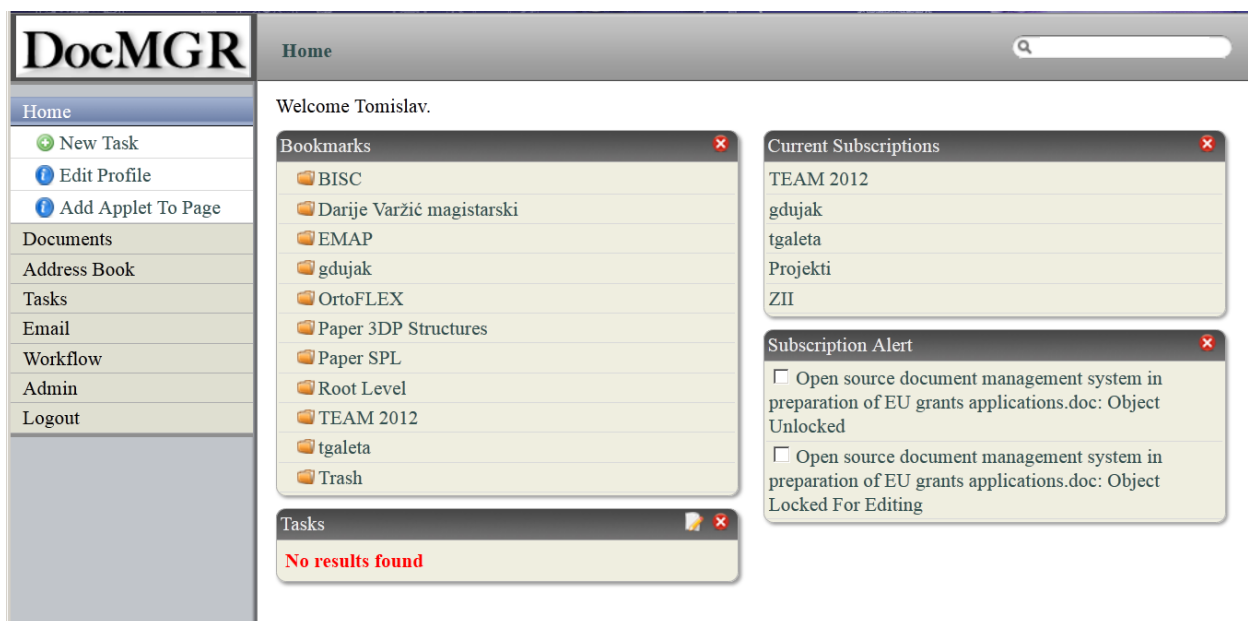 DocMGR
Home
Home
New Task
Edit Profile
Add Applet To Page
Documents
Address Book
Tasks
Email
Workflow
Admin
Logout
Welcome Tomislav.
Bookmarks
BISC
Darije Varžić magistarski
EMAP
gdujak
OrtoFLEX
Paper 3DP Structures
Paper SPL
Root Level
TEAM 2012
tgaleta
Trash
Tasks
No results found
Current Subscriptions
TEAM 2012
gdujak
tgaleta
Projekti
ZII
Subscription Alert
Open source document management system in
preparation of EU grants applications.doc: Object
Unlocked
Open source document management system in
preparation of EU grants applications.doc: Object
Locked For Editing